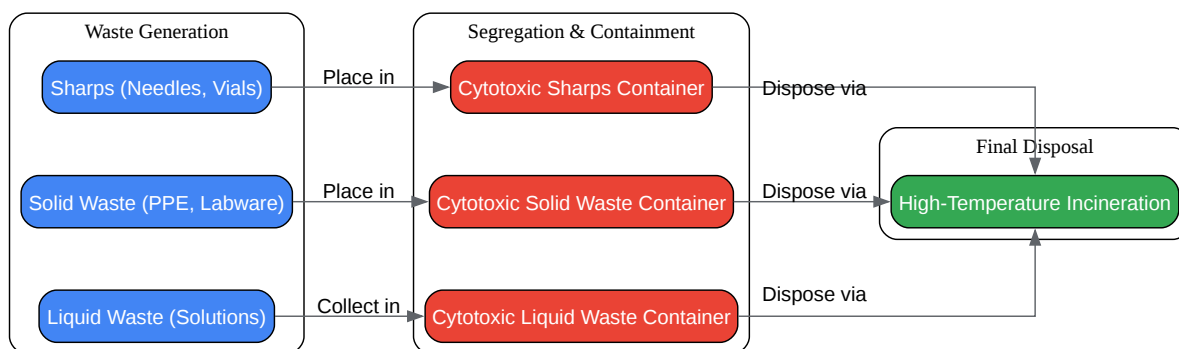 Waste Generation
Segregation & Containment
Sharps (Needles, Vials)
Place in
Cytotoxic Sharps Container
Dispose via
Final Disposal
Solid Waste (PPE, Labware)
Place in
Cytotoxic Solid Waste Container
Dispose via
High-Temperature Incineration
Liquid Waste (Solutions)
Collect in
Cytotoxic Liquid Waste Container
Dispose via